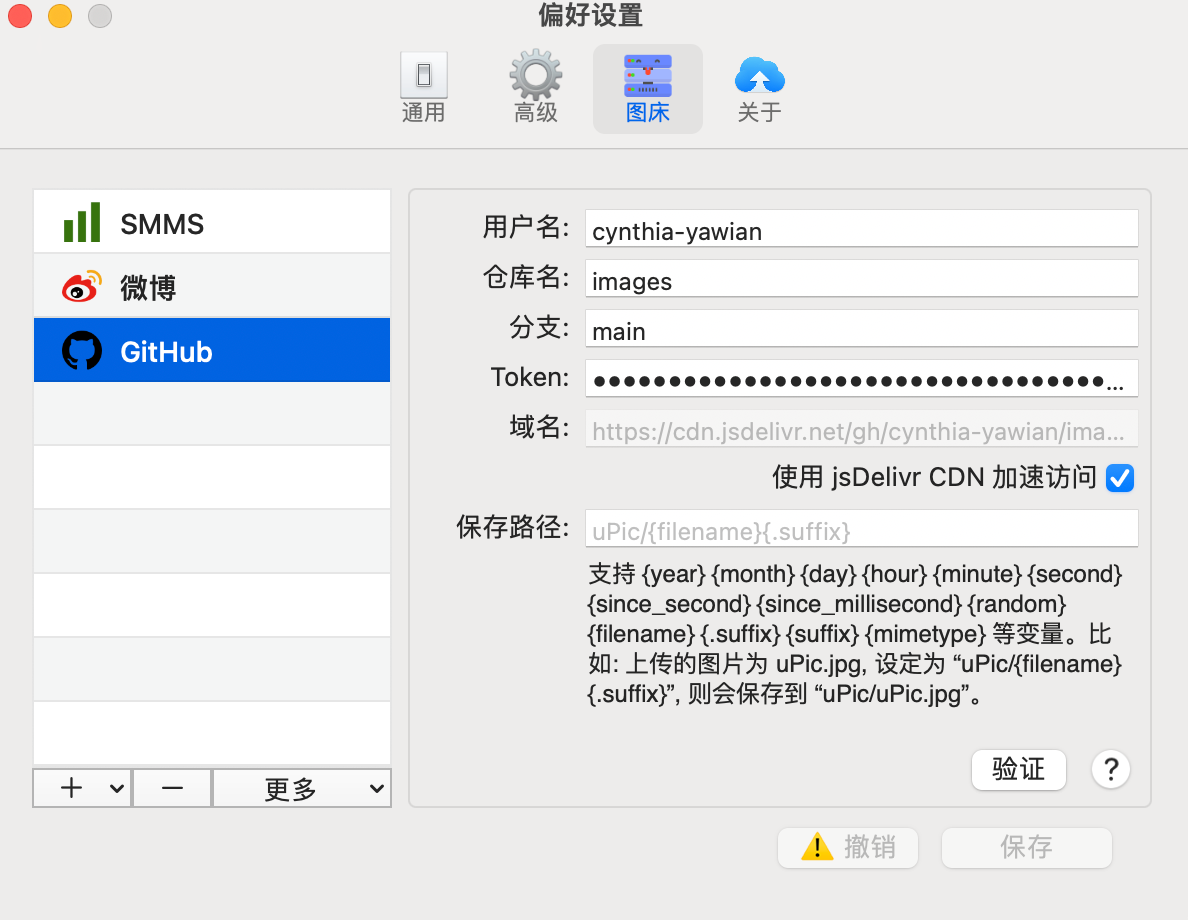 偏好设置
通用
高级
图床
关于
SMMS
微博
GitHub
用户名:
cynthia-yawian
仓库名:
images
分支:
main
Token:
●●●●●●●●●●●●●●●●●●●●●●●●●●●●●●●●●●...
域名:
https://cdn.jsdelivr.net/gh/cynthia-yawian/ima...
使用 jsDelivr CDN 加速访问
保存路径:
uPic/{filename}{.suffix}
支持 {year} {month} {day} {hour} {minute} {second}
{since_second} {since_millisecond} {random}
{filename} {.suffix} {suffix} {mimetype} 等变量。比
如: 上传的图片为 uPic.jpg, 设定为 “uPic/{filename}
{.suffix}”, 则会保存到 “uPic/uPic.jpg”。
更多
验证
?
撤销
保存